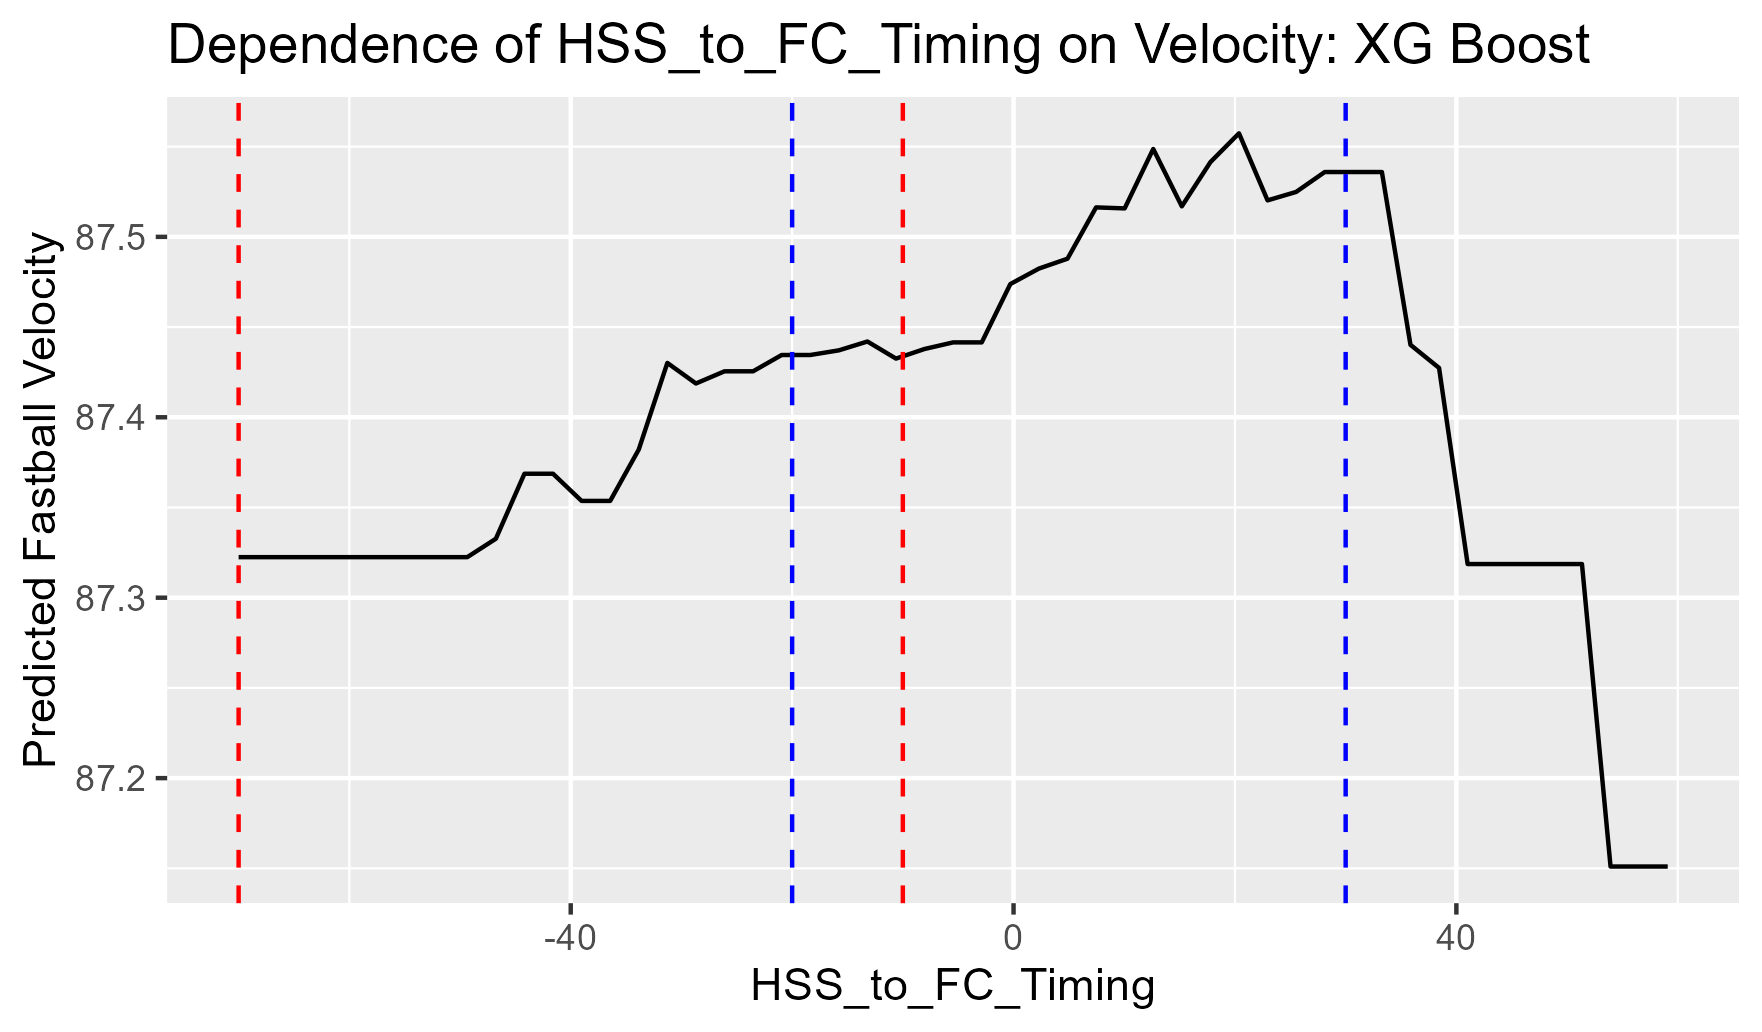 Dependence of HSS_to_FC_Timing on Velocity: XG Boost
Predicted Fastball Velocity
87.5
87.4
87.3
87.2
-40
0
40
HSS_to_FC_Timing